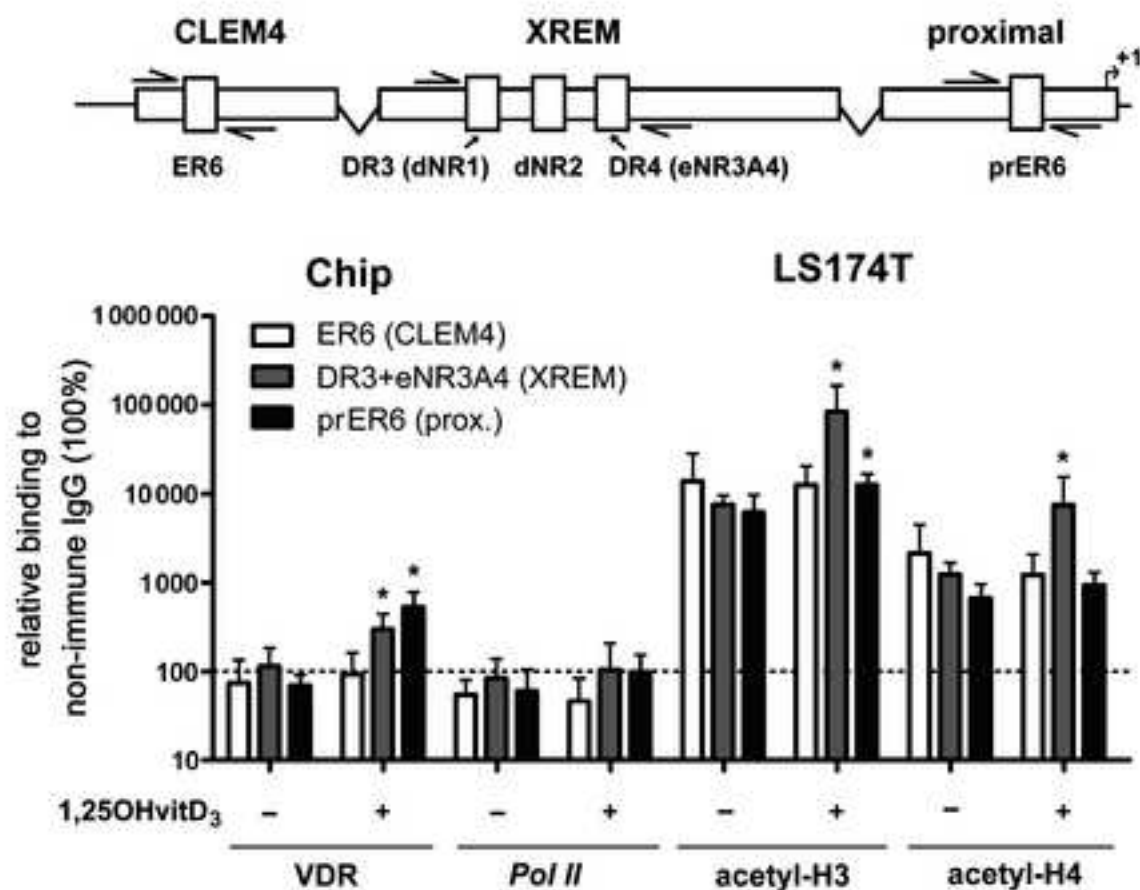 CLEM4 XREM proximal
+1
ER6 DR3 (dNR1) dNR2 DR4 (eNR3A4) prER6
Chip LS174T
relative binding to
non-immune IgG (100%)
1 000 000
100 000
10 000
1000
100
10
ER6 (CLEM4)
DR3+eNR3A4 (XREM)
prER6 (prox.)
* * * * *
1,25OHvitD3 – + – + – + – +
VDR Pol II acetyl-H3 acetyl-H4